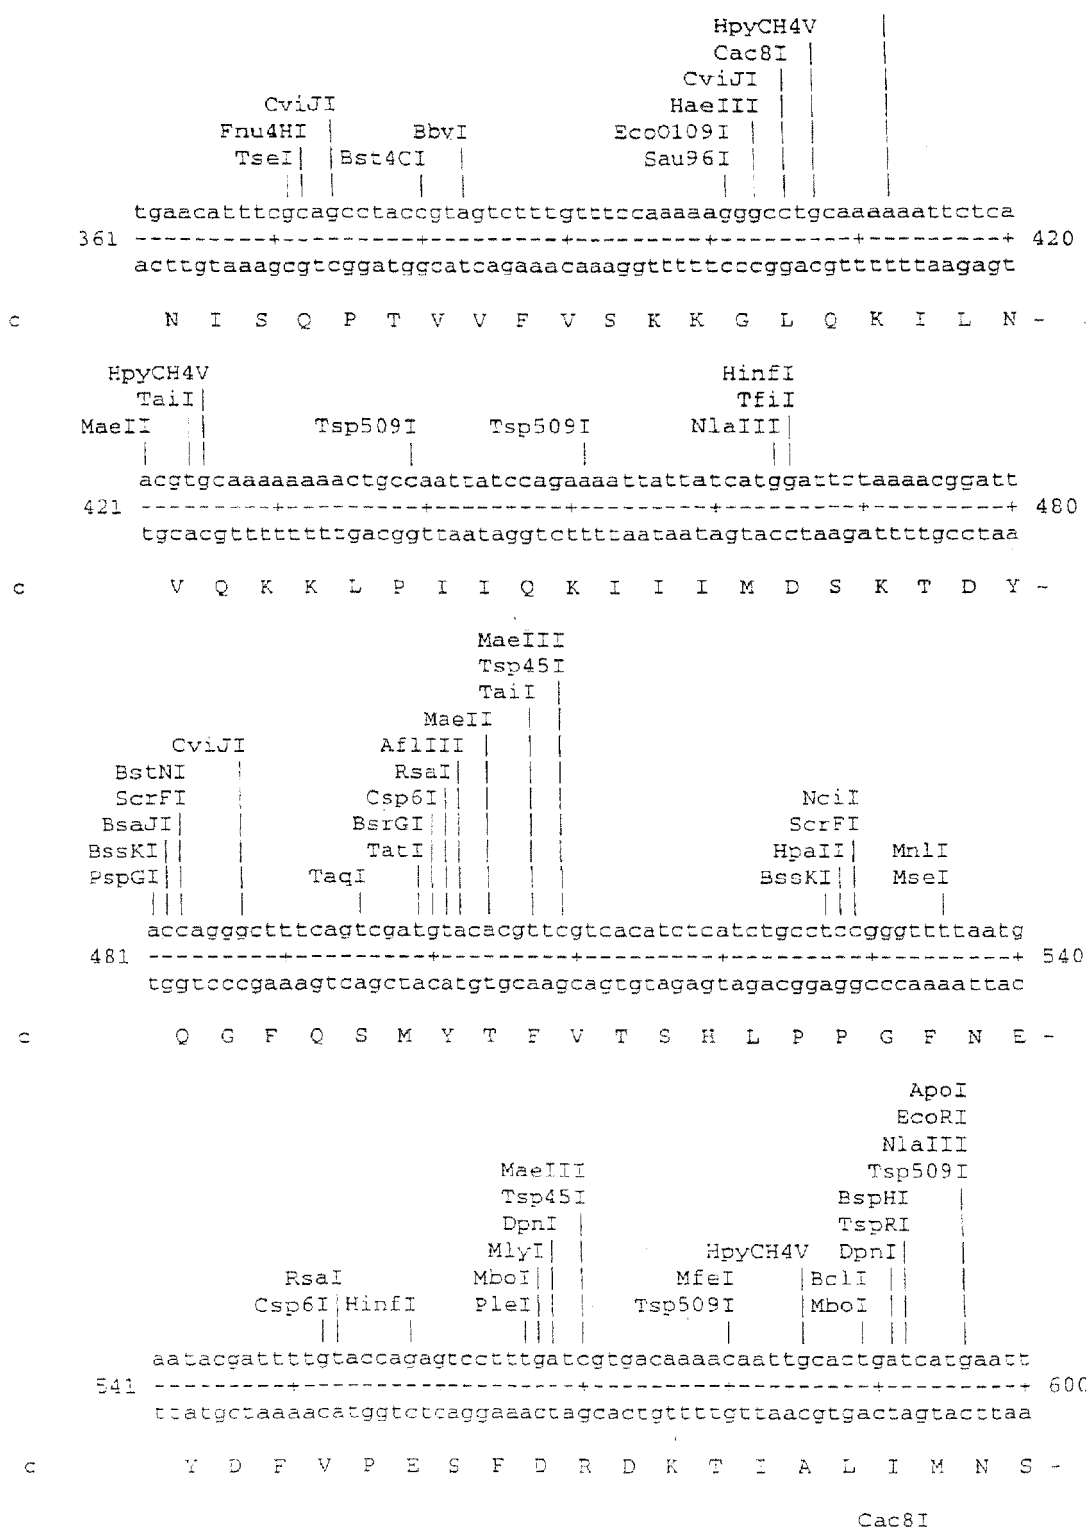 HpyCH4V |
Cac8I |
CviJI CviJI
Fnu4HI BbvI HaeIII
TseI Bst4CI EcoO109I
Sau96I
tgaacatttcgcagcctaccgtagtctttgtttccaaaaagggcctgcaaaaaattctca
361 ---------+---------+---------+---------+---------+---------+ 420
acttgtaaagcgtcggatggcatcagaaacaaaggtttttcccggacgttttttaagagt
c N I S Q P T V V F V S K K G L Q K I L N -
HpyCH4V HinfI
TaiI TfiI
MaeII Tsp509I Tsp509I NlaIII
acgtgcaaaaaaaactgccaattatccagaaaattattatcatggattctaaaacggatt
421 ---------+---------+---------+---------+---------+---------+ 480
tgcacgtttttttttgacggttaataggtcttttaataatagtacctaagattttgcctaa
c V Q K K L P I I Q K I I I M D S K T D Y -
MaeIII
Tsp45I
TaiI
MaeII
CviJI AflIII
BstNI RsaI
ScrFI Csp6I NciI
BsaJI BsrGI ScrFI
BssKI TatI HpaII MnlI
PspGI TaqI BssKI MseI
accagggctttcagtcgatgtacacgttcgtcacatctcatctgcctccgggttttaatg
481 ---------+---------+---------+---------+---------+---------+ 540
tggtcccgaaagtcagctacatgtgcaagcagtgtagagtagacggaggcccaaaattac
c Q G F Q S M Y T F V T S H L P P G F N E -
ApoI
EcoRI
NlaIII
MaeIII Tsp509I
Tsp45I BspHI
DpnI TspRI
MlyI HpyCH4V DpnI
RsaI MboI MfeI BclI
Csp6I HinfI PleI Tsp509I MboI
aatacgattttgtaccagagtcctttgatcgtgacaaaacaattgcactgatcatgaatt
541 ---------+---------+---------+---------+---------+---------+ 600
ttatgctaaaacatggtctcaggaaactagcactgttttgttaacgtgactagtacttaa
c Y D F V P E S F D R D K T I A L I M N S -
Cac8I